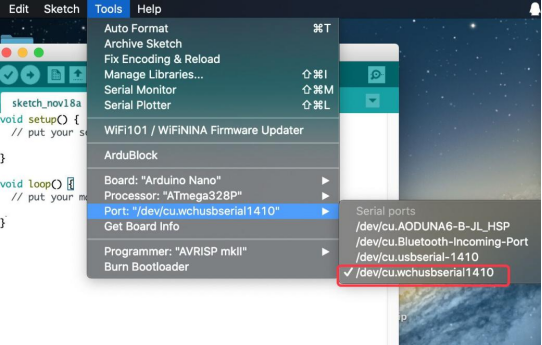 Edit Sketch Tools Help
Auto Format ⌘T
Archive Sketch
Fix Encoding & Reload
Manage Libraries... ⇧⌘I
Serial Monitor ⇧⌘M
Serial Plotter ⇧⌘L
WiFi101 / WiFiNINA Firmware Updater
ArduBlock
Board: "Arduino Nano"
Processor: "ATmega328P"
Port: "/dev/cu.wchusbserial1410"
Get Board Info
Programmer: "AVRISP mkII"
Burn Bootloader
Serial ports
/dev/cu.AODUNA6-B-JL_HSP
/dev/cu.Bluetooth-Incoming-Port
/dev/cu.usbserial-1410
✓ /dev/cu.wchusbserial1410
sketch_nov18a
void setup() {
// put your
}
void loop() {
// put your
}